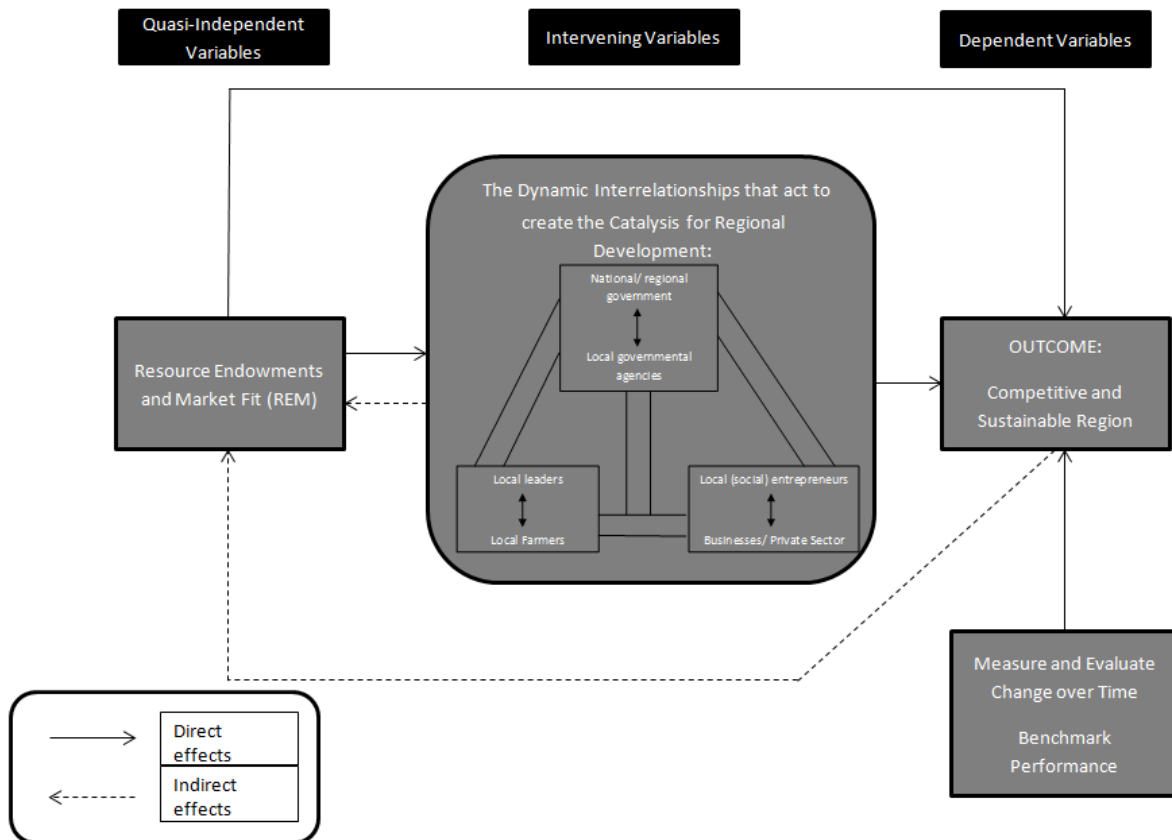 Quasi-Independent
Variables
Intervening Variables
Dependent Variables
The Dynamic Interrelationships that act to
create the Catalysis for Regional
Development:
National/ regional
government
Local governmental
agencies
Resource Endowments
and Market Fit (REM)
OUTCOME:
Competitive and
Sustainable Region
Local leaders
Local Farmers
Local (social) entrepreneurs
Businesses/ Private Sector
Measure and Evaluate
Change over Time
Benchmark
Performance
Direct
effects
Indirect
effects